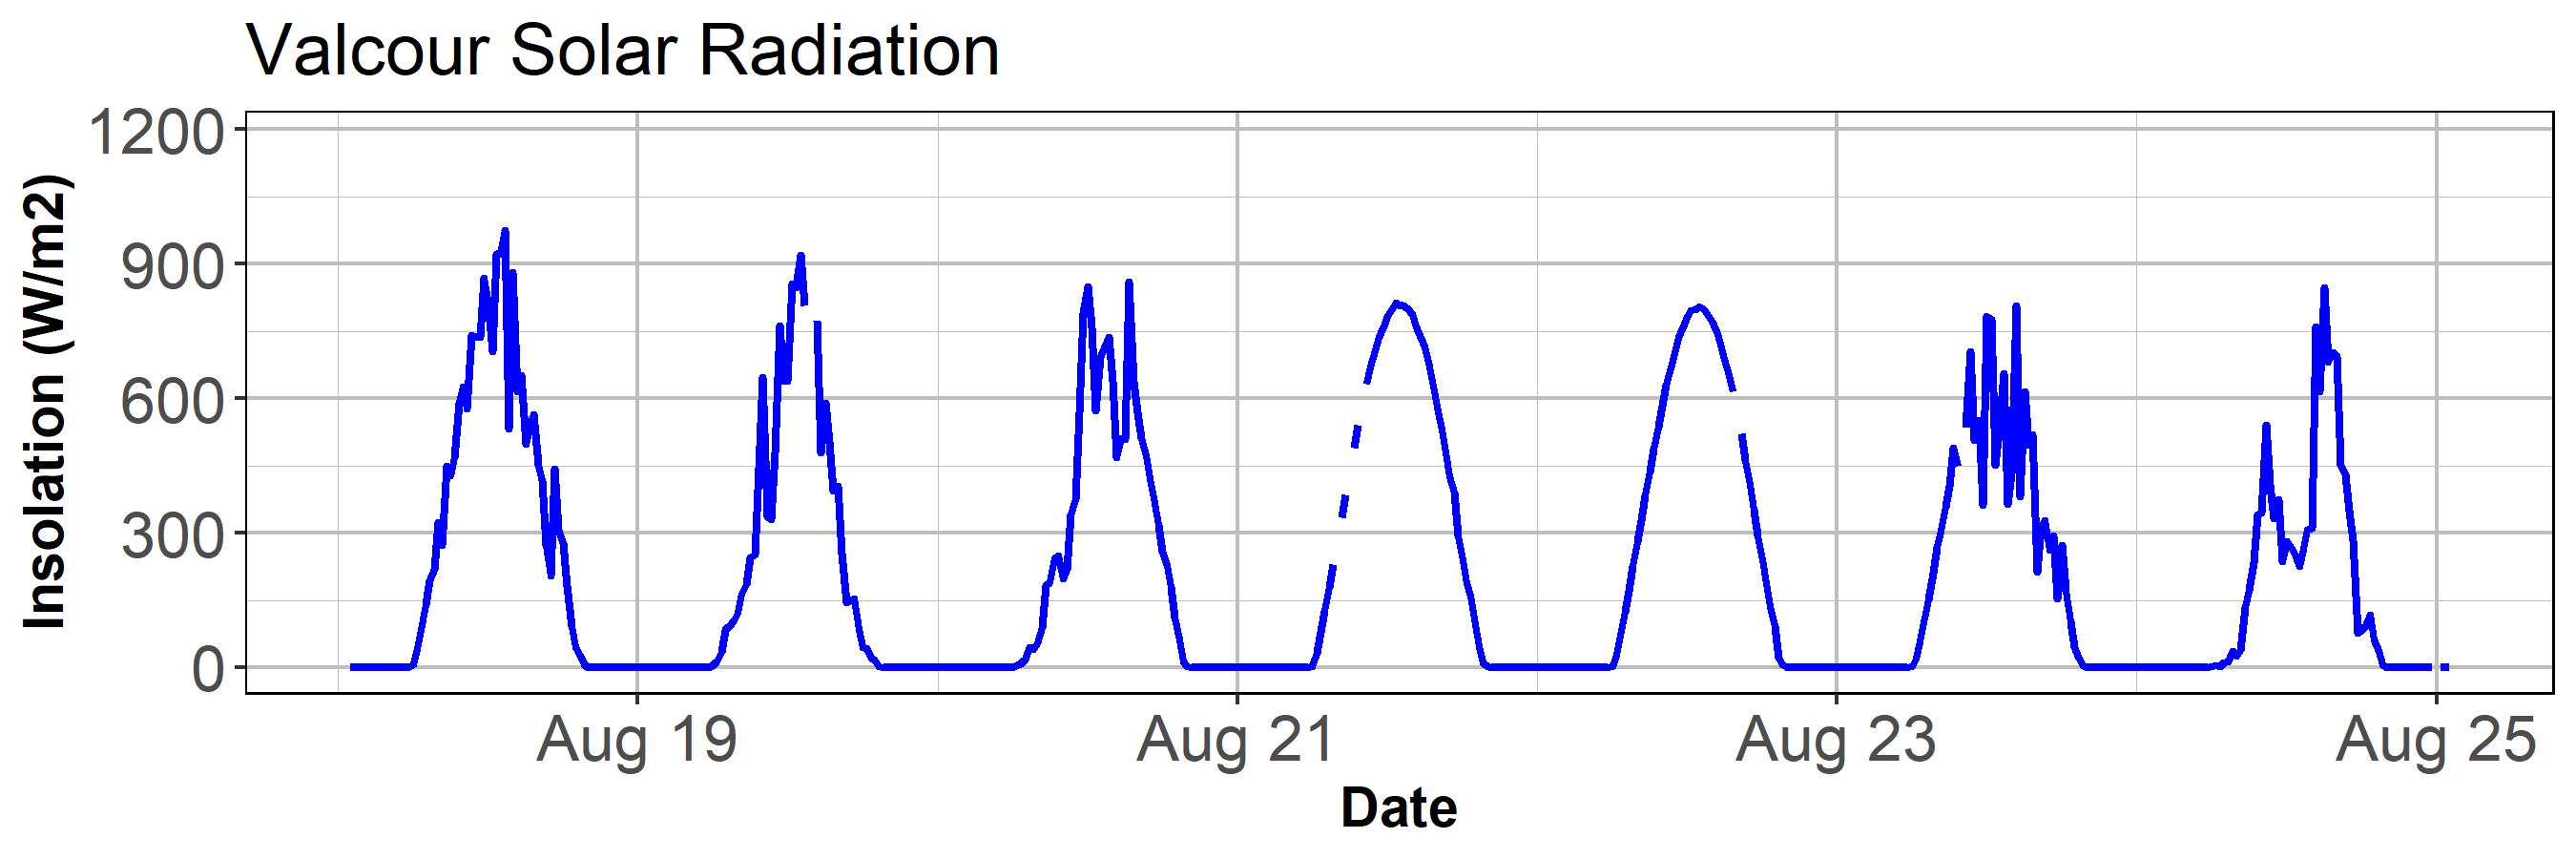 Valcour Solar Radiation
1200
900
600
300
0
Insolation (W/m2)
Aug 19 Aug 21 Aug 23 Aug 25
Date